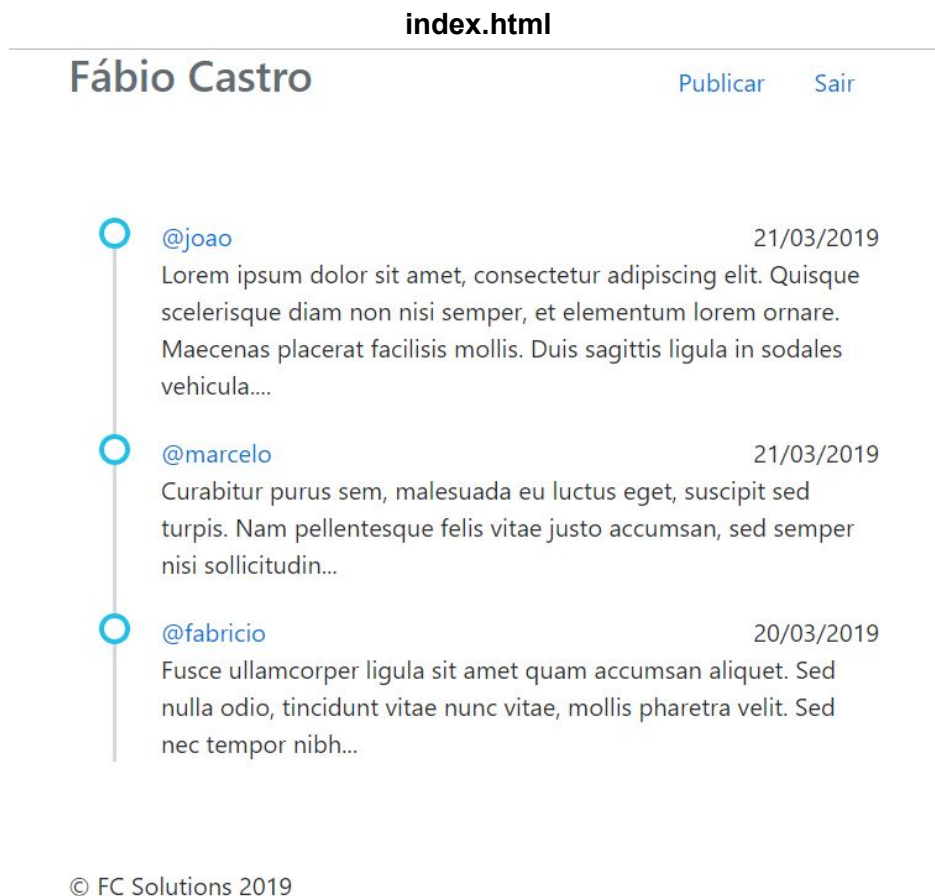 index.html
Fábio Castro
Publicar Sair
@joao 21/03/2019
Lorem ipsum dolor sit amet, consectetur adipiscing elit. Quisque
scelerisque diam non nisi semper, et elementum lorem ornare.
Maecenas placerat facilisis mollis. Duis sagittis ligula in sodales
vehicula....
@marcelo 21/03/2019
Curabitur purus sem, malesuada eu luctus eget, suscipit sed
turpis. Nam pellentesque felis vitae justo accumsan, sed semper
nisi sollicitudin...
@fabricio 20/03/2019
Fusce ullamcorper ligula sit amet quam accumsan aliquet. Sed
nulla odio, tincidunt vitae nunc vitae, mollis pharetra velit. Sed
nec tempor nibh...
© FC Solutions 2019